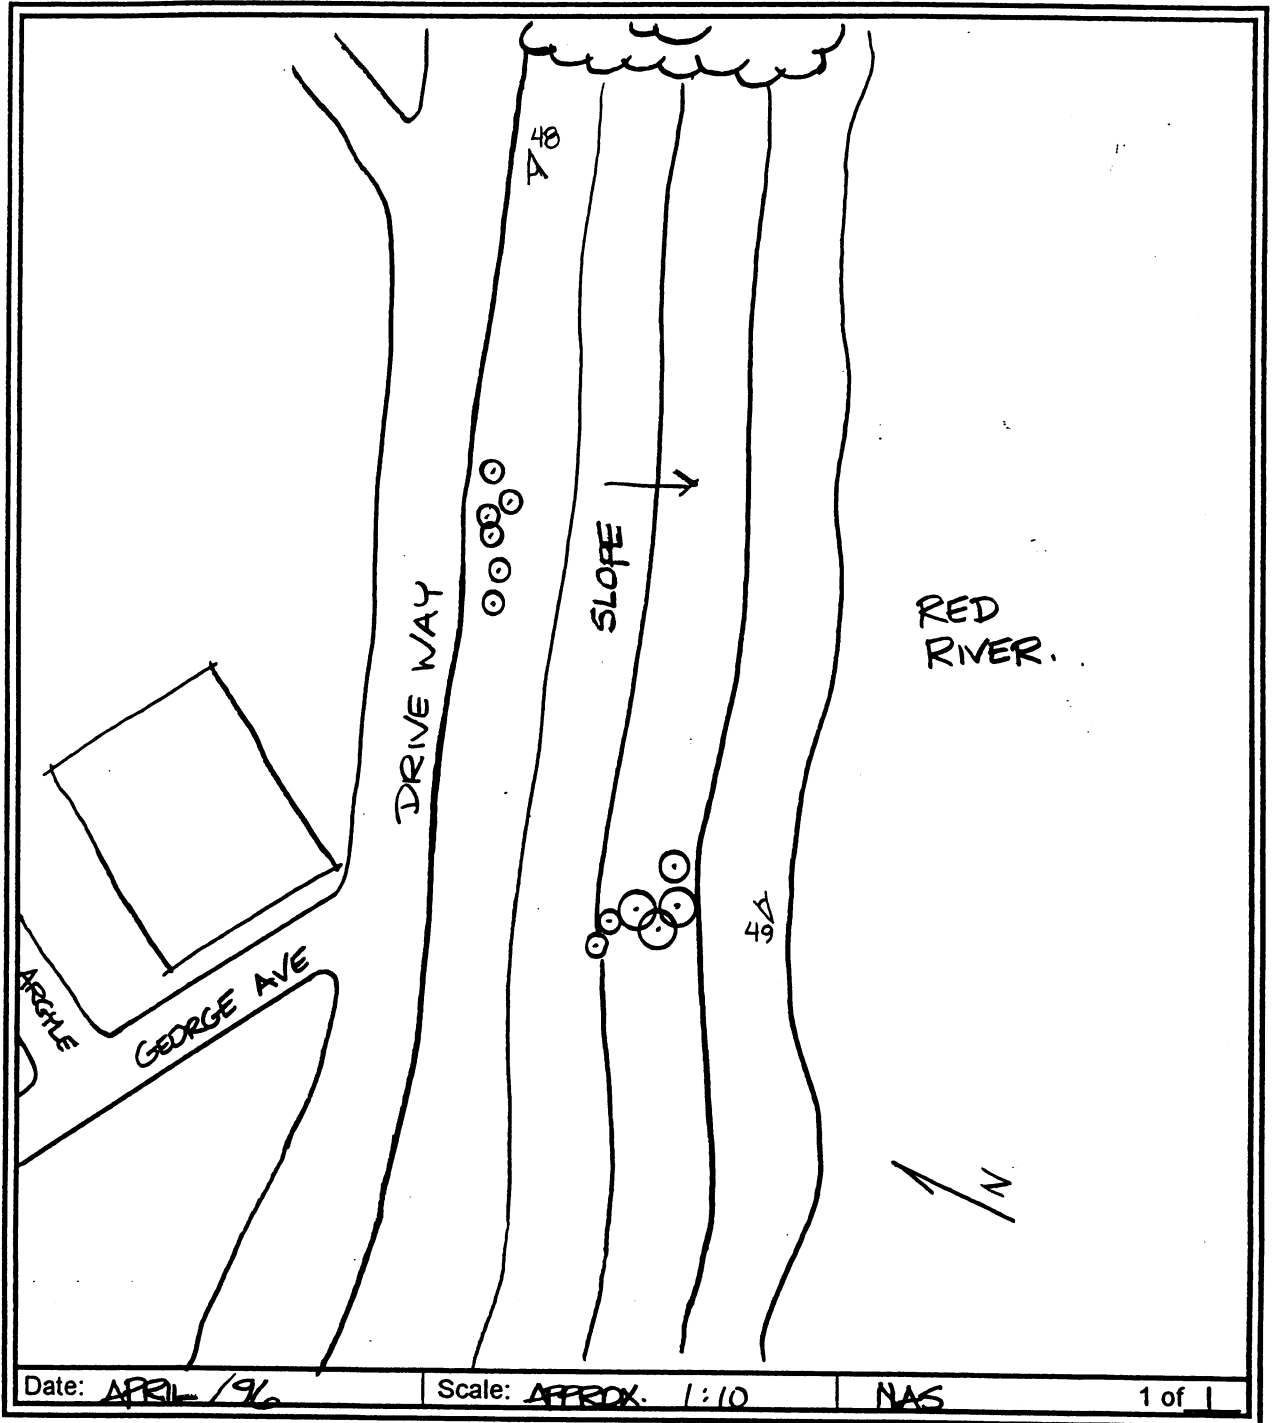 48
SLOPE
DRIVE WAY
RED
RIVER.
49
ARGYLE
GEORGE AVE
N
Date: APRIL /96
Scale: APPROX. 1:10
NAS
1 of 1